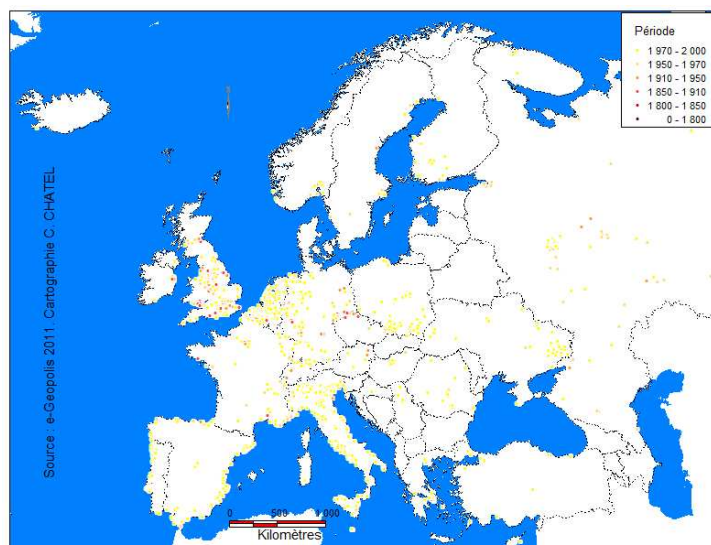 Période
1 970 - 2 000
1 950 - 1 970
1 910 - 1 950
1 850 - 1 910
1 800 - 1 850
0 - 1 800
Source : e-Geopolis 2011. Cartographie C. CHATEL
0 500 1 000
Kilomètres